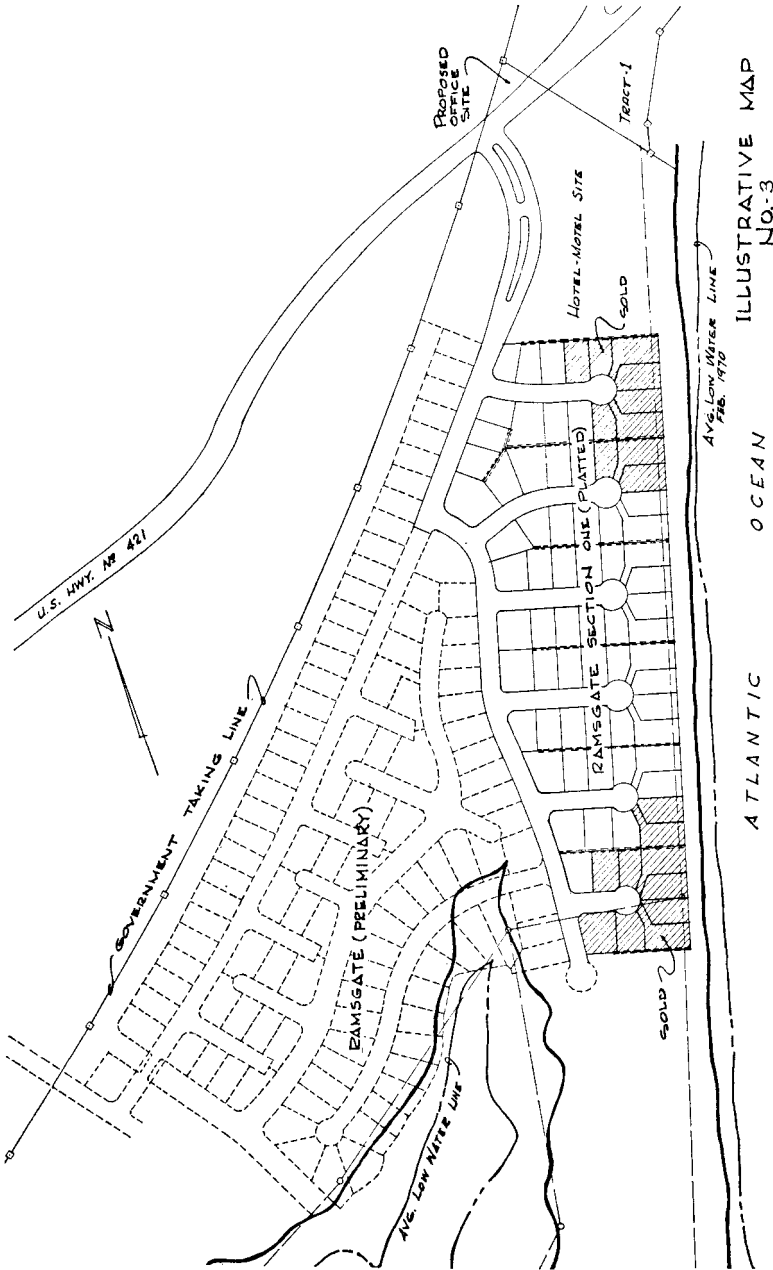 PROPOSED
OFFICE
SITE
TRACT-1
U.S. HWY. Nº 421
HOTEL-MOTEL SITE
SOLD
N
GOVERNMENT TAKING LINE
RAMSGATE (PRELIMINARY)
RAMSGATE SECTION ONE (PLATTED)
AVG. LOW WATER LINE
FEB. 1970
AVG. LOW WATER LINE
SOLD
ATLANTIC OCEAN
ILLUSTRATIVE MAP
NO.-3